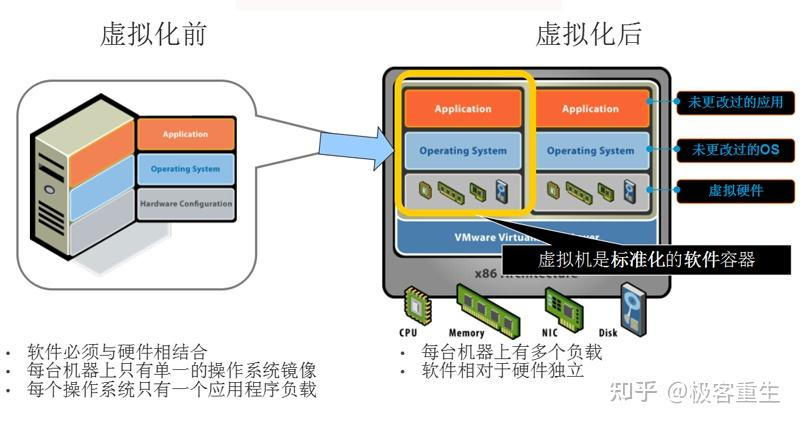 虚拟化前
虚拟化后
Application
Operating System
Hardware Configuration
Application
Application
Operating System
Operating System
未更改过的应用
未更改过的OS
虚拟硬件
VMware
虚拟机是标准化的软件容器
x86
CPU
Memory
NIC
Disk
· 软件必须与硬件相结合
· 每台机器上只有单一的操作系统镜像
· 每个操作系统只有一个应用程序负载
· 每台机器上有多个负载
· 软件相对于硬件独立
知乎 @极客重生